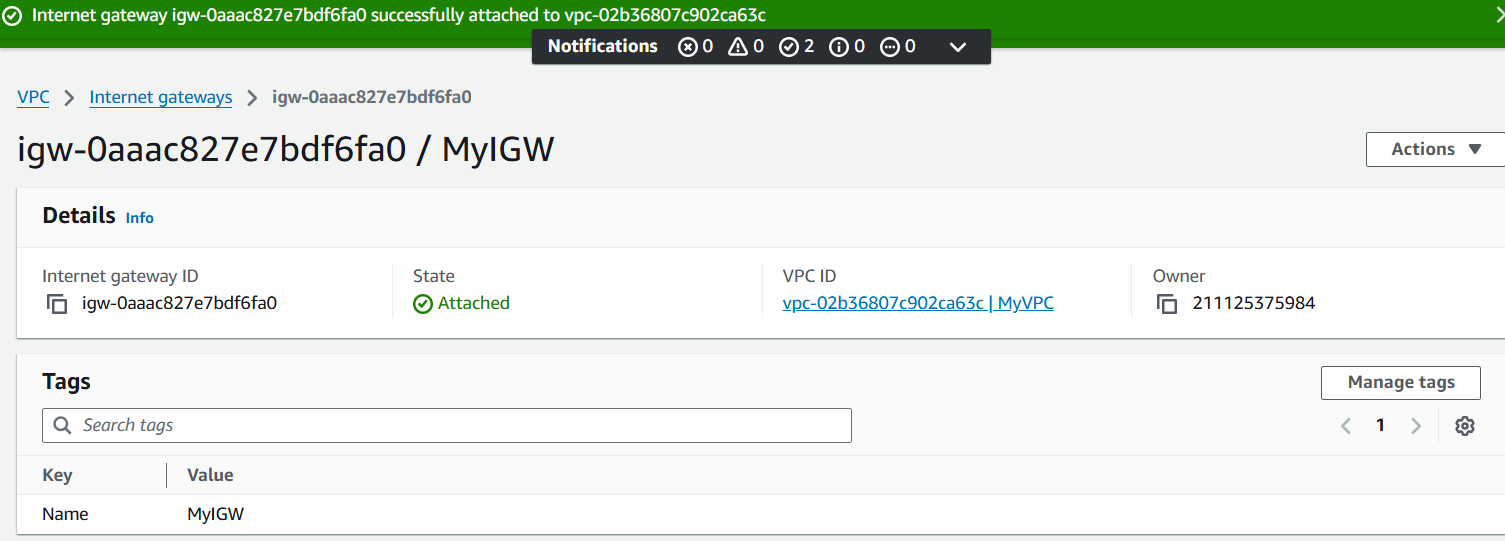 Internet gateway igw-0aaac827e7bdf6fa0 successfully attached to vpc-02b36807c902ca63c
Notifications 0 0 2 0 0
VPC > Internet gateways > igw-0aaac827e7bdf6fa0
igw-0aaac827e7bdf6fa0 / MyIGW
Actions
Details Info
Internet gateway ID State VPC ID Owner
igw-0aaac827e7bdf6fa0 Attached vpc-02b36807c902ca63c | MyVPC 211125375984
Tags
Manage tags
Search tags
1
Key Value
Name MyIGW